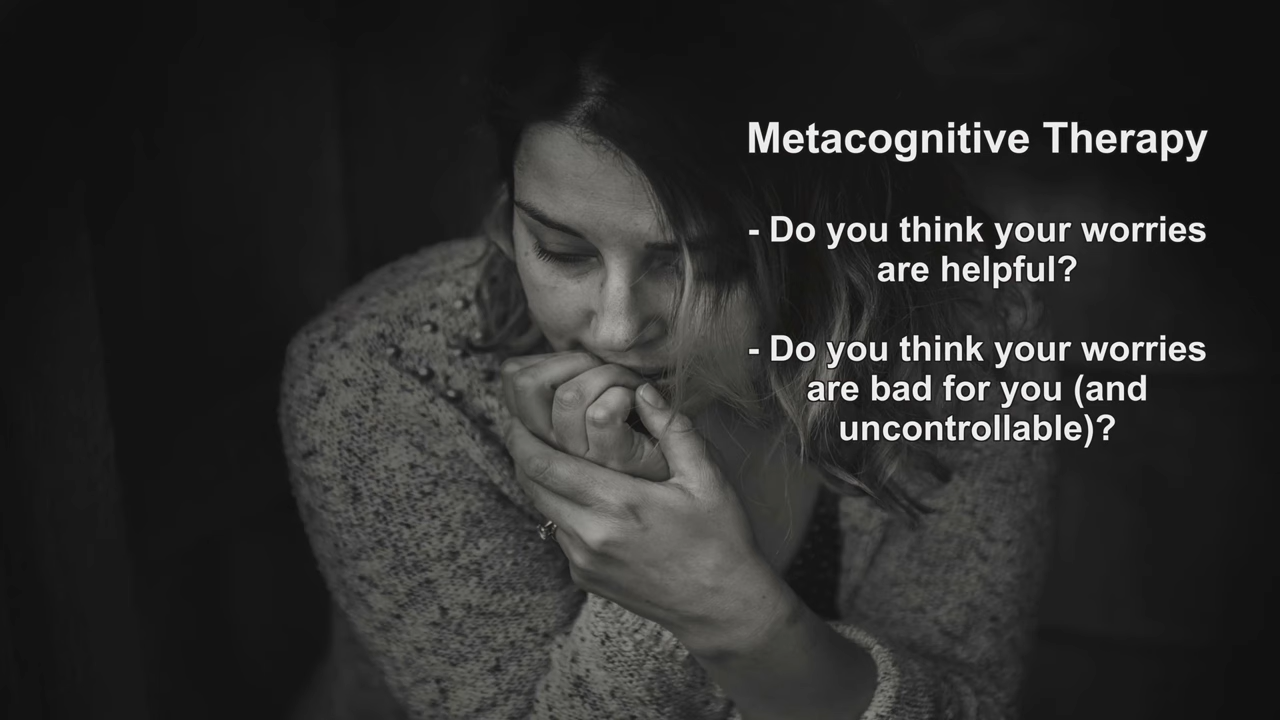 Metacognitive Therapy
- Do you think your worries
are helpful?
- Do you think your worries
are bad for you (and
uncontrollable)?